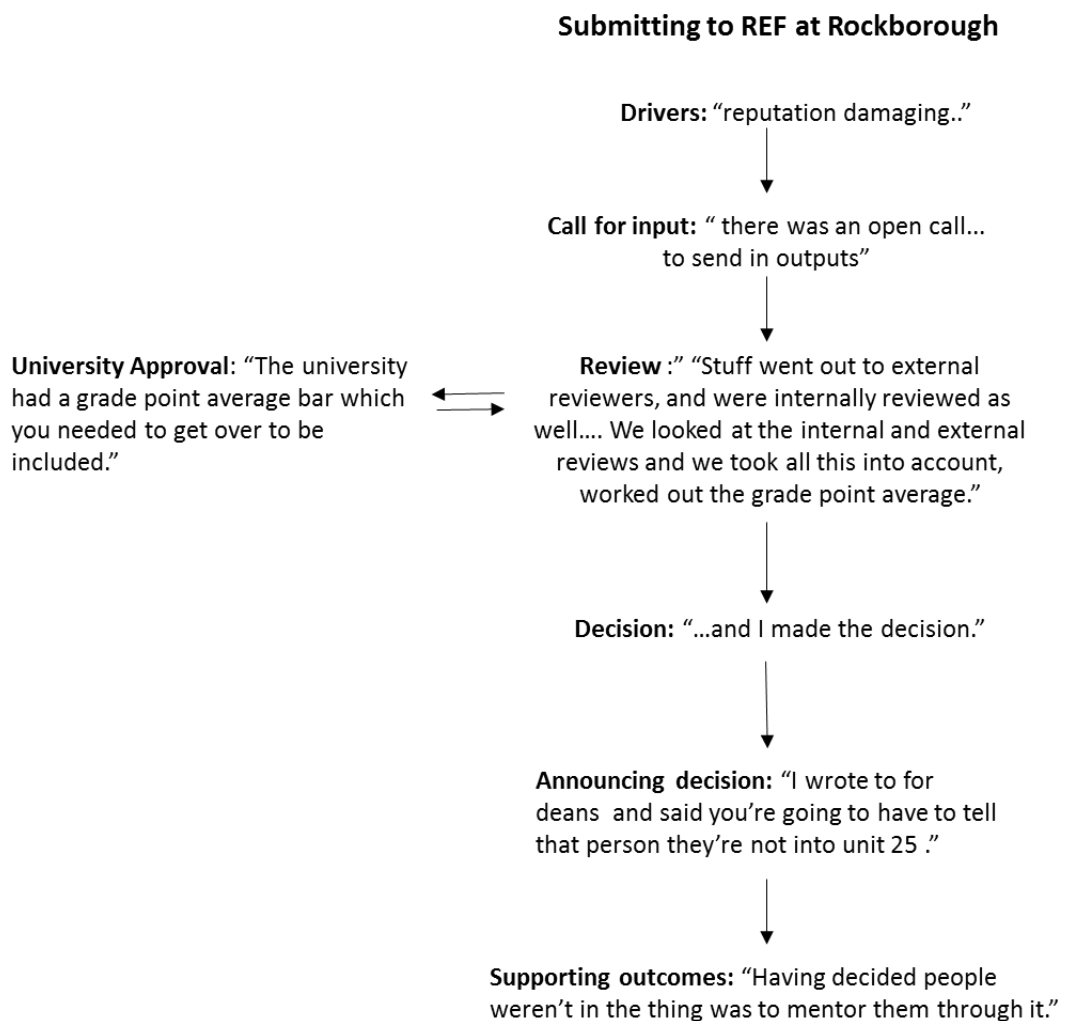 Submitting to REF at Rockborough
Drivers: “reputation damaging..”
Call for input: “ there was an open call...
to send in outputs”
University Approval: “The university
had a grade point average bar which
you needed to get over to be
included.”
Review :” “Stuff went out to external
reviewers, and were internally reviewed as
well…. We looked at the internal and external
reviews and we took all this into account,
worked out the grade point average.”
Decision: “…and I made the decision.”
Announcing decision: “I wrote to for
deans and said you’re going to have to tell
that person they’re not into unit 25 .”
Supporting outcomes: “Having decided people
weren’t in the thing was to mentor them through it.”